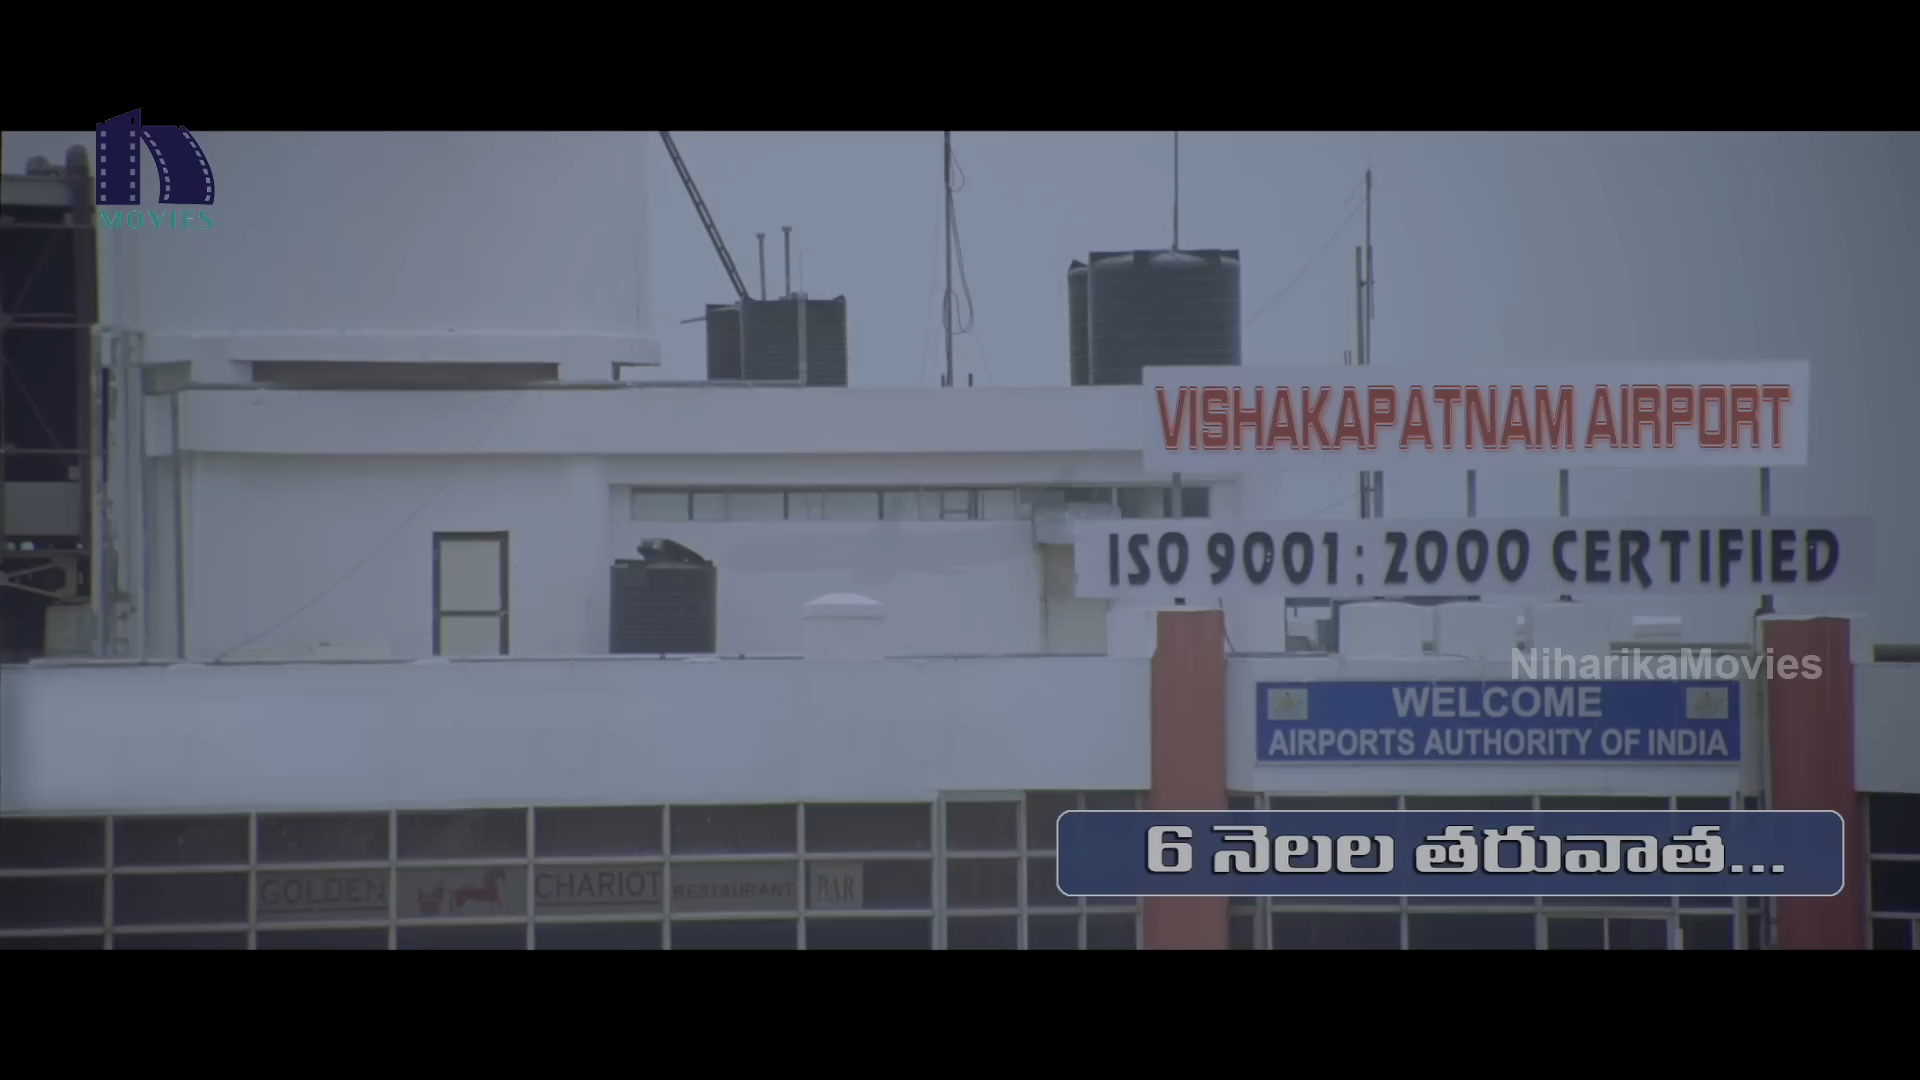 MOVIES
VISHAKAPATNAM AIRPORT
ISO 9001 : 2000 CERTIFIED
NiharikaMovies
WELCOME
AIRPORTS AUTHORITY OF INDIA
6 నెలల తరువాత...
GOLDEN CHARIOT RESTAURANT BAR